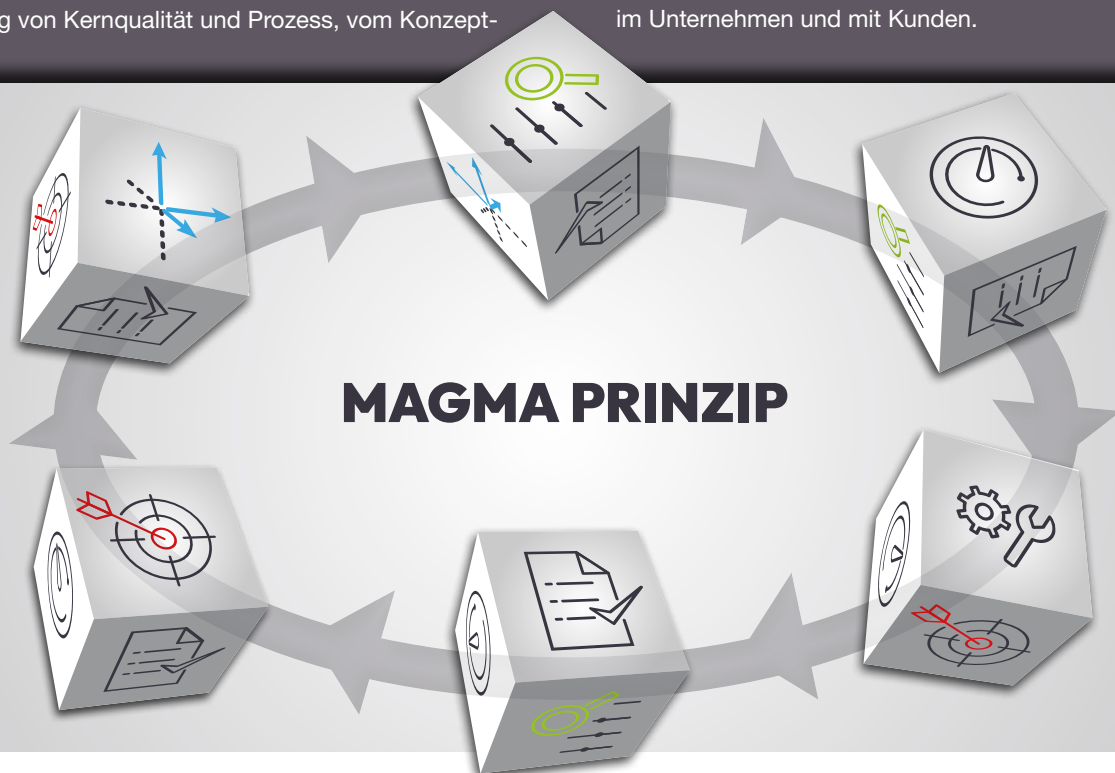 g von Kernqualität und Prozess, vom Konzept-
im Unternehmen und mit Kunden.
MAGMA PRINZIP